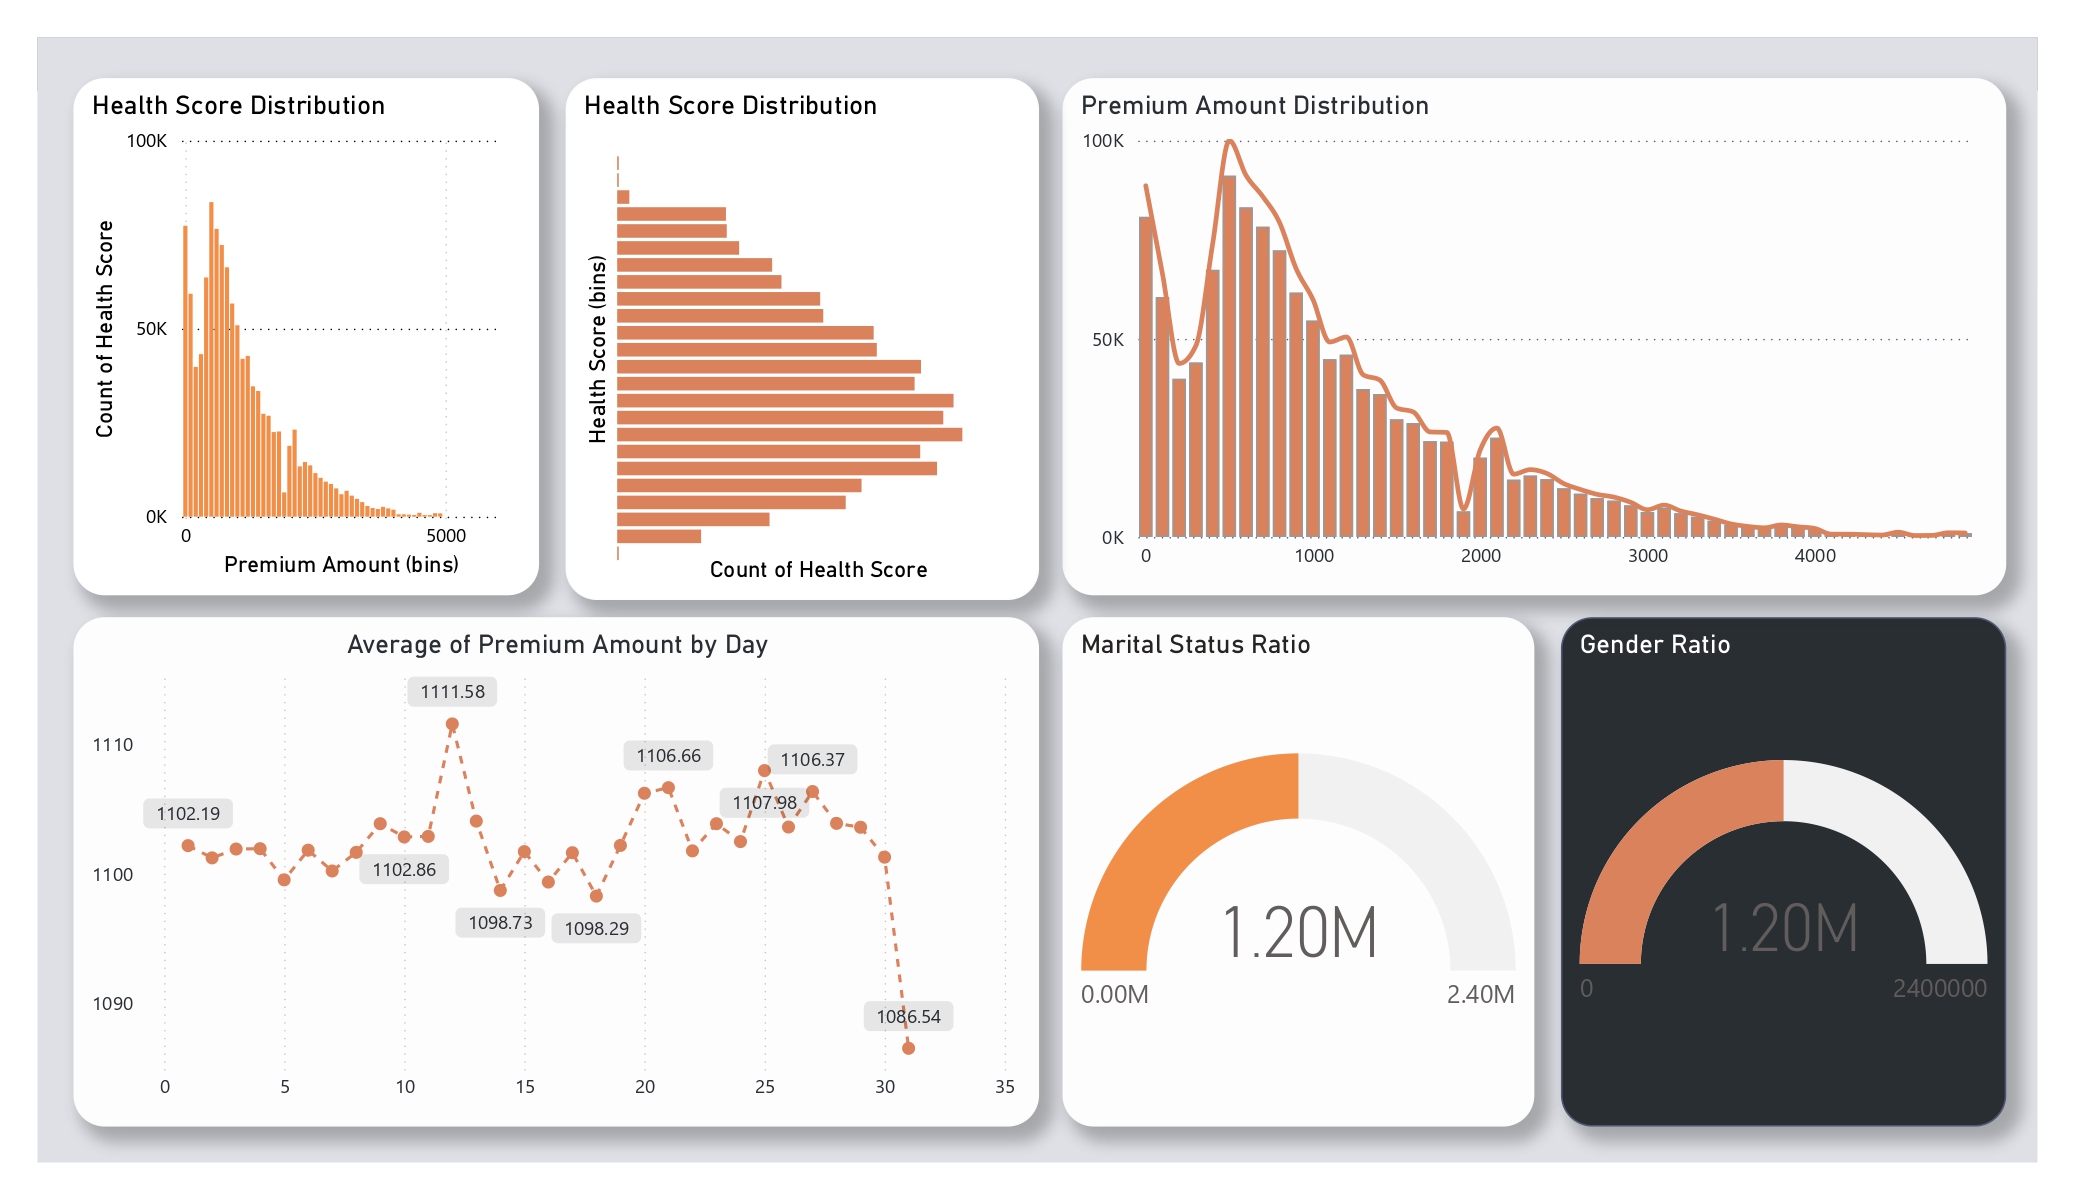 Health Score Distribution
100K
50K
0K
0
5000
Count of Health Score
Premium Amount (bins)
Health Score Distribution
Health Score (bins)
Count of Health Score
Premium Amount Distribution
100K
50K
0K
0
1000
2000
3000
4000
Average of Premium Amount by Day
1110
1100
1090
1102.19
1102.86
1111.58
1098.73
1098.29
1106.66
1107.98
1106.37
1086.54
0
5
10
15
20
25
30
35
Marital Status Ratio
1.20M
0.00M
2.40M
Gender Ratio
1.20M
0
2400000